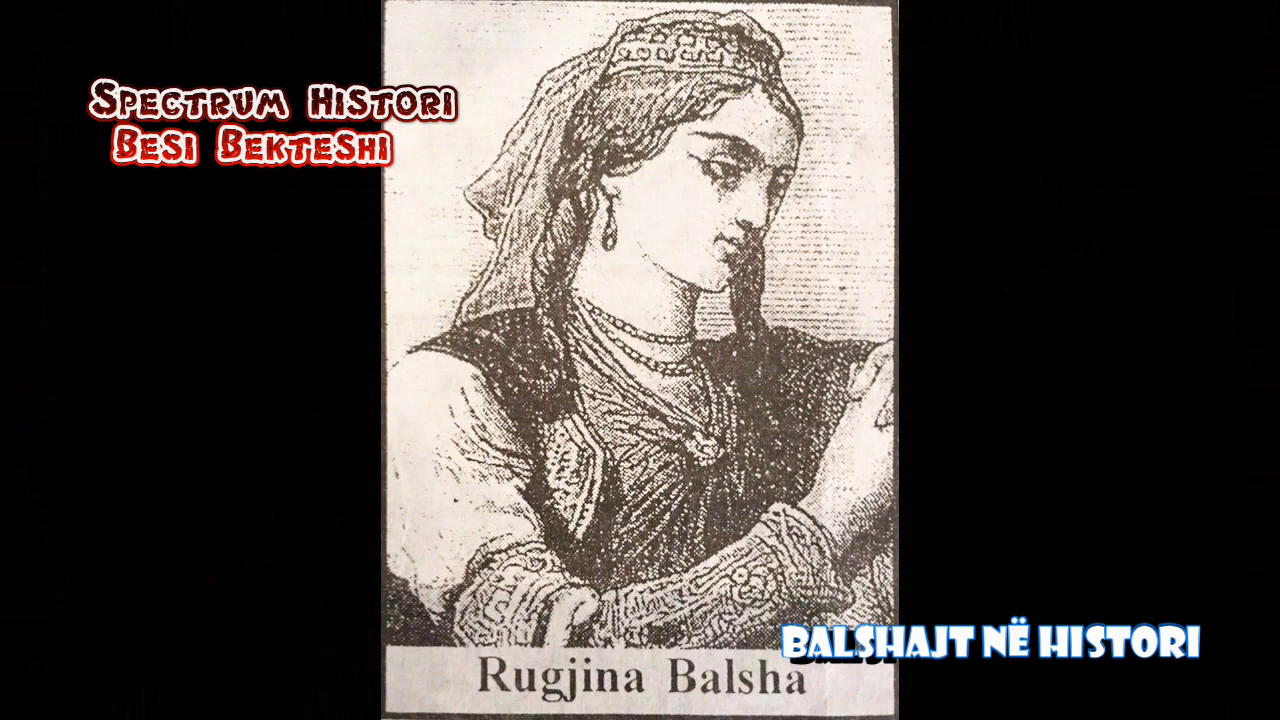 SPECTRUM HISTORI
BESI BEKTESHI
BALSHAJT NË HISTORI
Rugjina Balsha